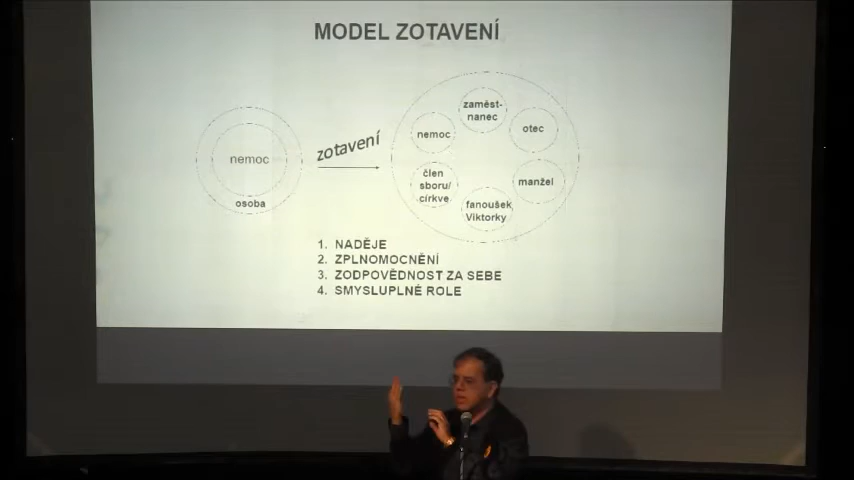 MODEL ZOTAVENÍ
nemoc
osoba
zotavení
zaměst-
nanec
nemoc
otec
člen
sboru/
církve
manžel
fanoušek
Viktorky
1. NADĚJE
2. ZPLNOMOCNĚNÍ
3. ZODPOVĚDNOST ZA SEBE
4. SMYSLUPLNÉ ROLE